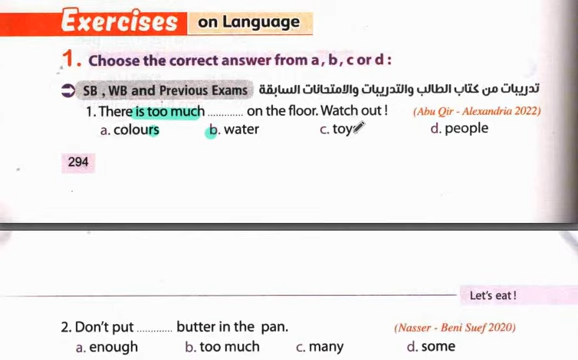 Exercises on Language
1. Choose the correct answer from a, b, c or d :
SB , WB and Previous Exams تدريبات من كتاب الطالب والتدريبات والامتحانات السابقة
1. There is too much ............ on the floor. Watch out ! (Abu Qir - Alexandria 2022)
a. colours b. water c. toy d. people
294
Let's eat !
2. Don't put ............ butter in the pan. (Nasser - Beni Suef 2020)
a. enough b. too much c. many d. some